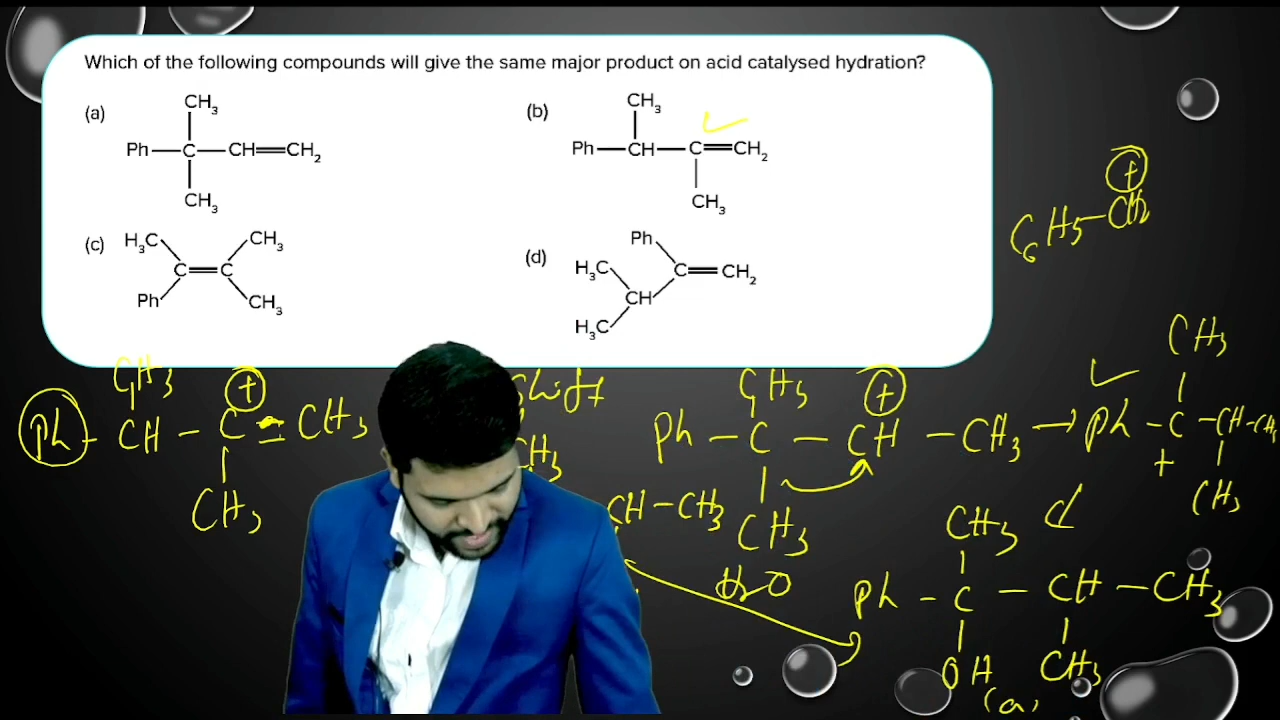 Which of the following compounds will give the same major product on acid catalysed hydration?
(a)
CH₃
Ph—C—CH=CH₂
CH₃
(b)
CH₃
Ph—CH—C=CH₂
CH₃
(c)
H₃C CH₃
C=C
Ph CH₃
(d)
Ph
H₃C C=CH₂
CH
H₃C
C₆H₅—CH₂
+
CH₃
Ph - CH - C - CH₃
+
CH₃
Shift
CH₃
CH-CH₃
CH₃
Ph - C - CH - CH₃ →
+
CH₃
H₂O
CH₃
Ph - C - CH - CH₃
+
CH₃
CH₃
Ph - C - CH - CH₃
OH CH₃
(a)